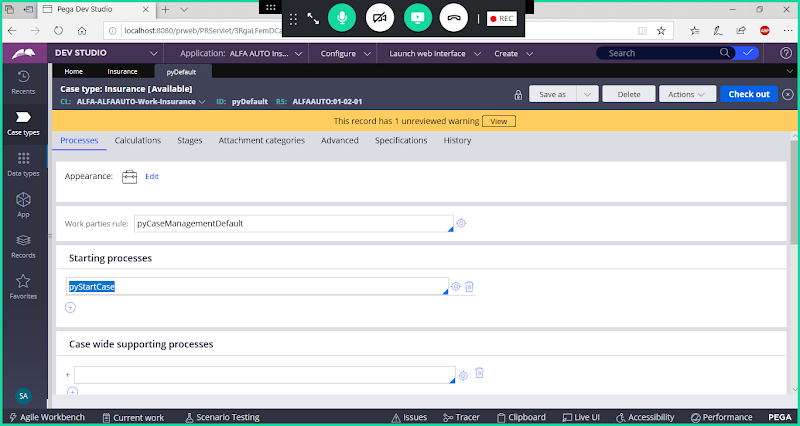 Pega Dev Studio
localhost:8080/prweb/PRServlet/3RgaLFemDCa
REC
DEV STUDIO
Application: ALFA AUTO Ins...
Configure
Launch web interface
Create
Search
Home
Insurance
pyDefault
Recents
Case types
Data types
App
Records
Favorites
SA
Case type: Insurance [Available]
CL: ALFA-ALFAAUTO-Work-Insurance
ID: pyDefault
RS: ALFAAUTO:01-02-01
Save as
Delete
Actions
Check out
This record has 1 unreviewed warning
View
Processes
Calculations
Stages
Attachment categories
Advanced
Specifications
History
Appearance:
Edit
Work parties rule:
pyCaseManagementDefault
Starting processes
pyStartCase
Case wide supporting processes
Agile Workbench
Current work
Scenario Testing
Issues
Tracer
Clipboard
Live UI
Accessibility
Performance
PEGA